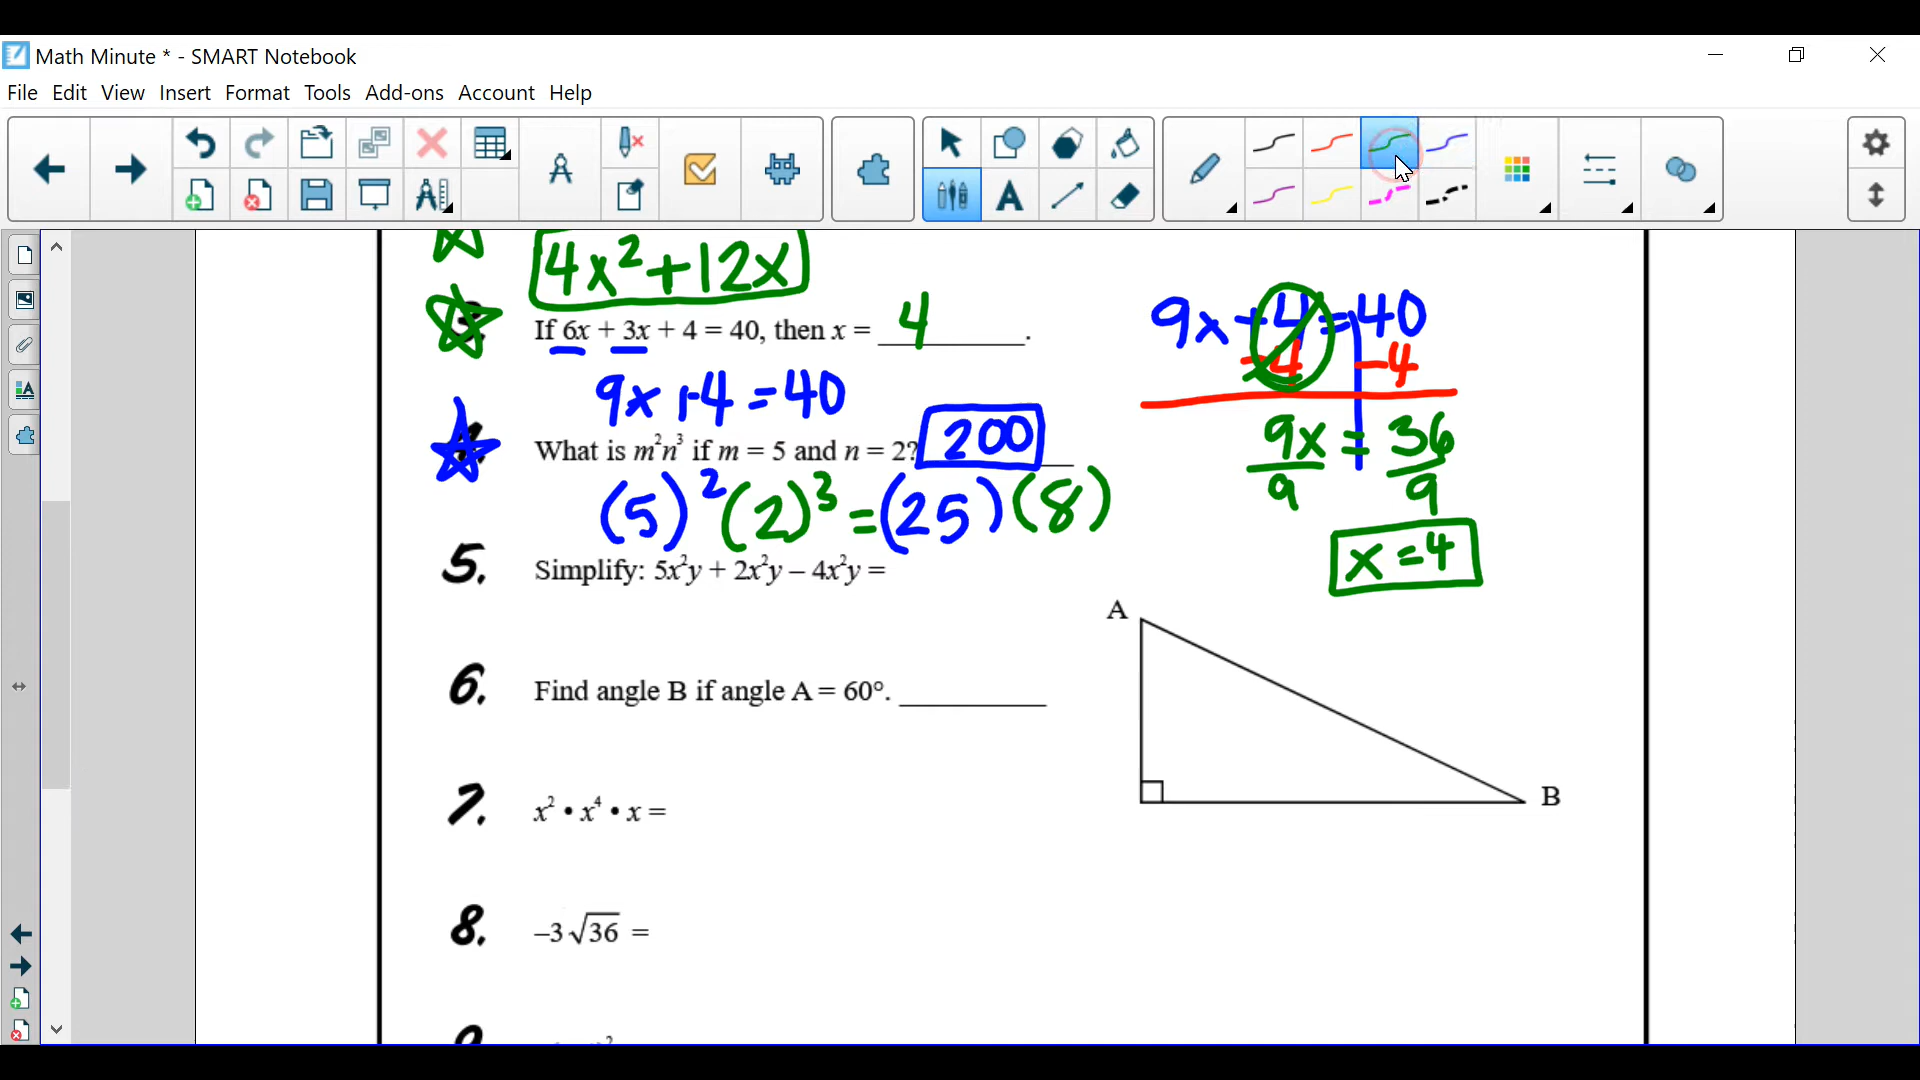 Math Minute * - SMART Notebook
File Edit View Insert Format Tools Add-ons Account Help
4x² + 12x
3. If 6x + 3x + 4 = 40, then x = 4.
9x + 4 = 40
9x + 4 = 40
-4 -4
9x = 36
9 9
x = 4
4. What is m²n³ if m = 5 and n = 2? 200
(5)²(2)³ = (25)(8)
5. Simplify: 5x²y + 2x²y – 4x²y =
6. Find angle B if angle A = 60°.
A
B
7. x² • x⁴ • x =
8. –3√36 =